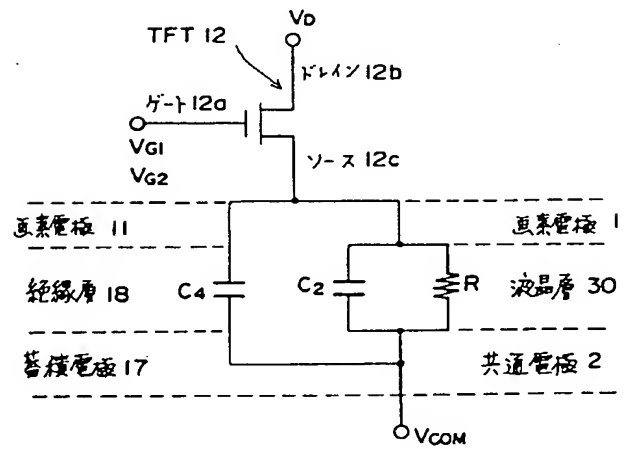 VD
TFT 12
ドレイン 12b
ゲート 12a
VG1
VG2
ソース 12c
画素電極 11
画素電極 1
絶縁層 18
C4
C2
R
液晶層 30
蓄積電極 17
共通電極 2
VCOM